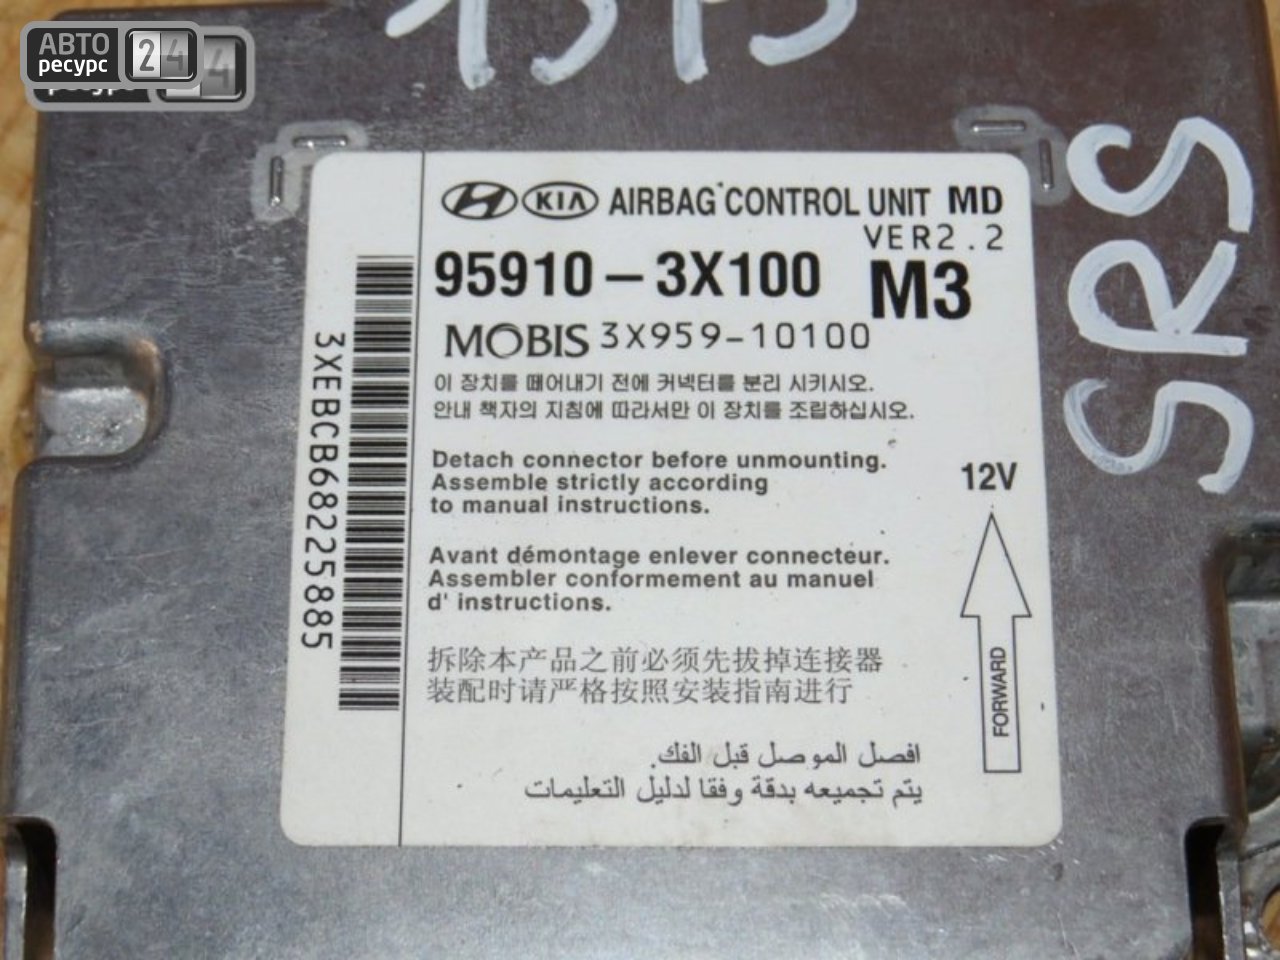 АВТО
ресурс 24
SRS
HYUNDAI KIA AIRBAG CONTROL UNIT MD
VER2.2
95910-3X100 M3
MOBIS 3X959-10100
이 장치를 떼어내기 전에 커넥터를 분리 시키시오.
안내 책자의 지침에 따라서만 이 장치를 조립하십시오.
Detach connector before unmounting.
Assemble strictly according
to manual instructions.
12V
Avant démontage enlever connecteur.
Assembler conformement au manuel
d' instructions.
FORWARD
拆除本产品之前必须先拔掉连接器
装配时请严格按照安装指南进行
افصل الموصل قبل الفك.
يتم تجميعه بدقة وفقا لدليل التعليمات
3XEBCB68225885